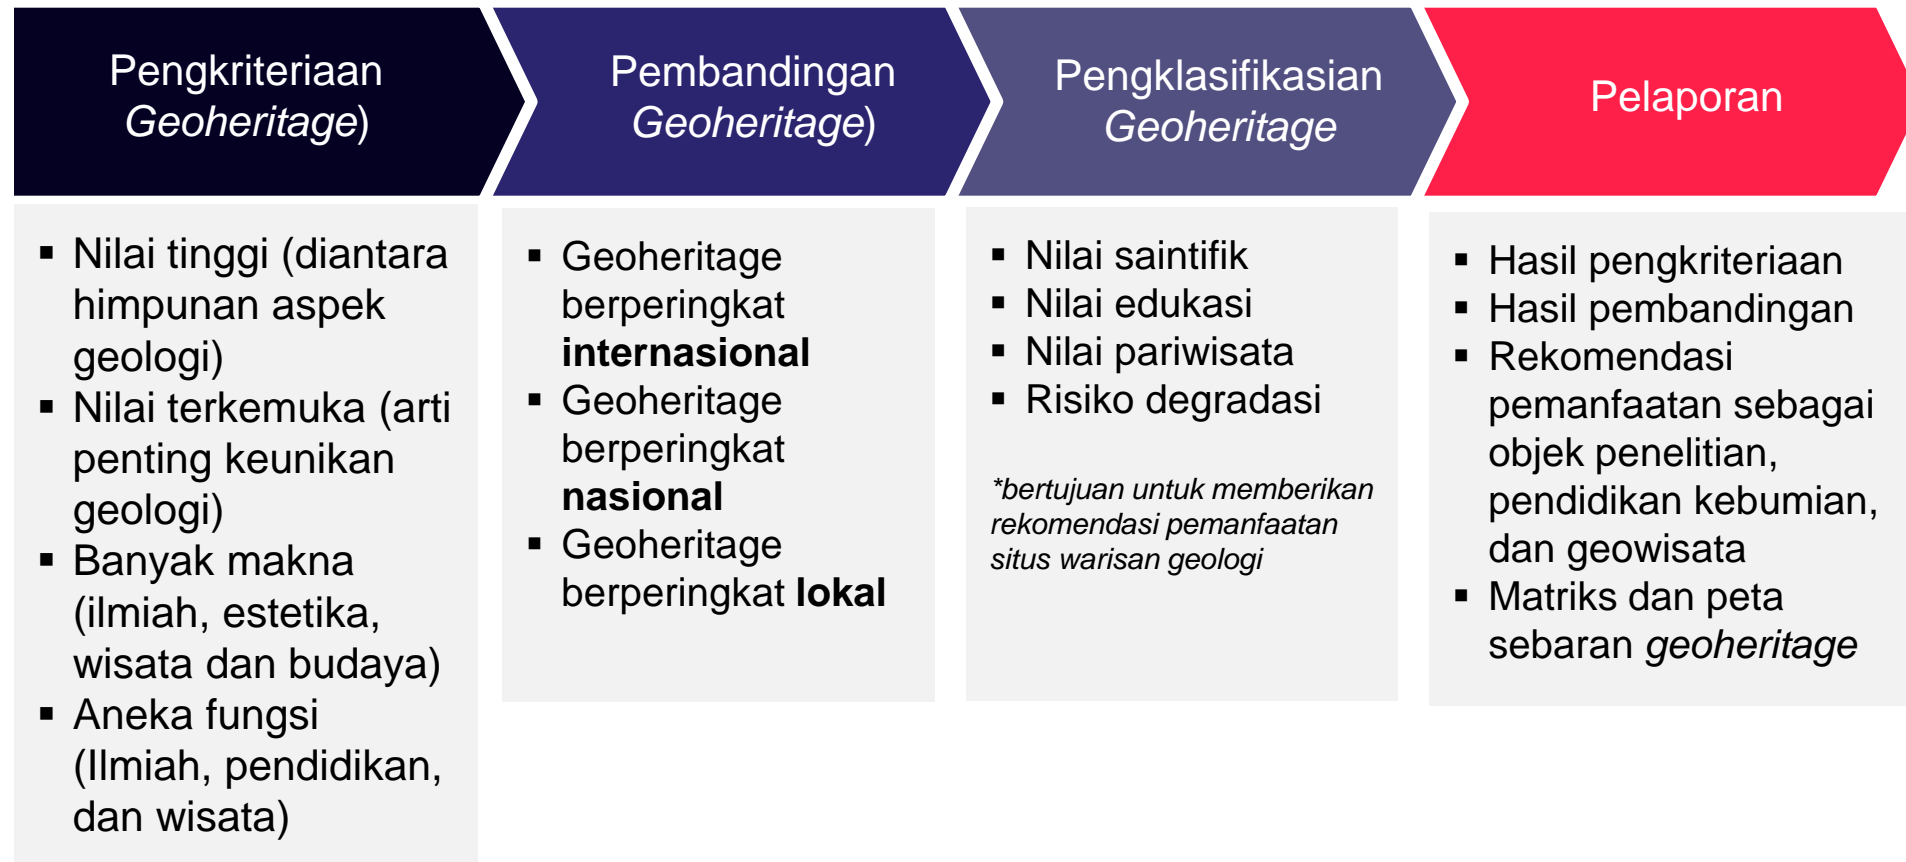 Pengkriteriaan
Geoheritage)
Pembandingan
Geoheritage)
Pengklasifikasian
Geoheritage
Pelaporan
▪ Nilai tinggi (diantara
himpunan aspek
geologi)
▪ Nilai terkemuka (arti
penting keunikan
geologi)
▪ Banyak makna
(ilmiah, estetika,
wisata dan budaya)
▪ Aneka fungsi
(Ilmiah, pendidikan,
dan wisata)
▪ Geoheritage
berperingkat
internasional
▪ Geoheritage
berperingkat
nasional
▪ Geoheritage
berperingkat lokal
▪ Nilai saintifik
▪ Nilai edukasi
▪ Nilai pariwisata
▪ Risiko degradasi
*bertujuan untuk memberikan
rekomendasi pemanfaatan
situs warisan geologi
▪ Hasil pengkriteriaan
▪ Hasil pembandingan
▪ Rekomendasi
pemanfaatan sebagai
objek penelitian,
pendidikan kebumian,
dan geowisata
▪ Matriks dan peta
sebaran geoheritage